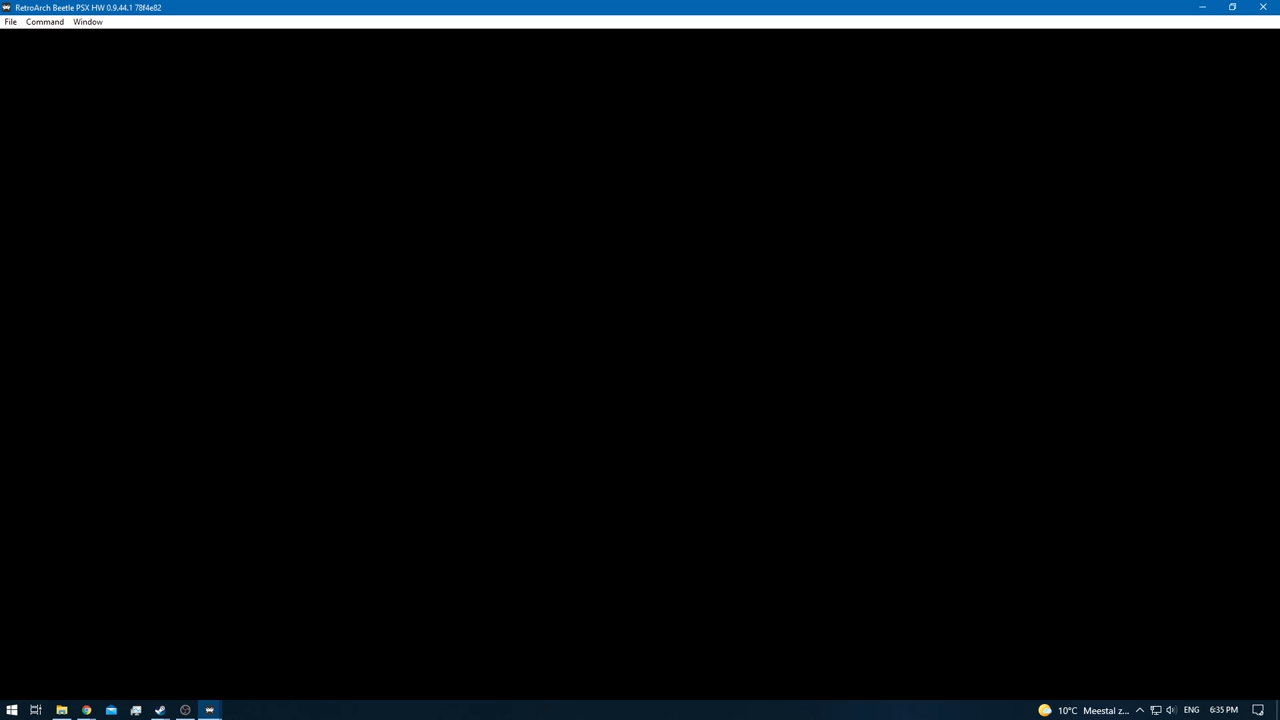 RetroArch Beetle PSX HW 0.9.44.1 78f4e82
File Command Window
10°C Meestal z... ENG 6:35 PM